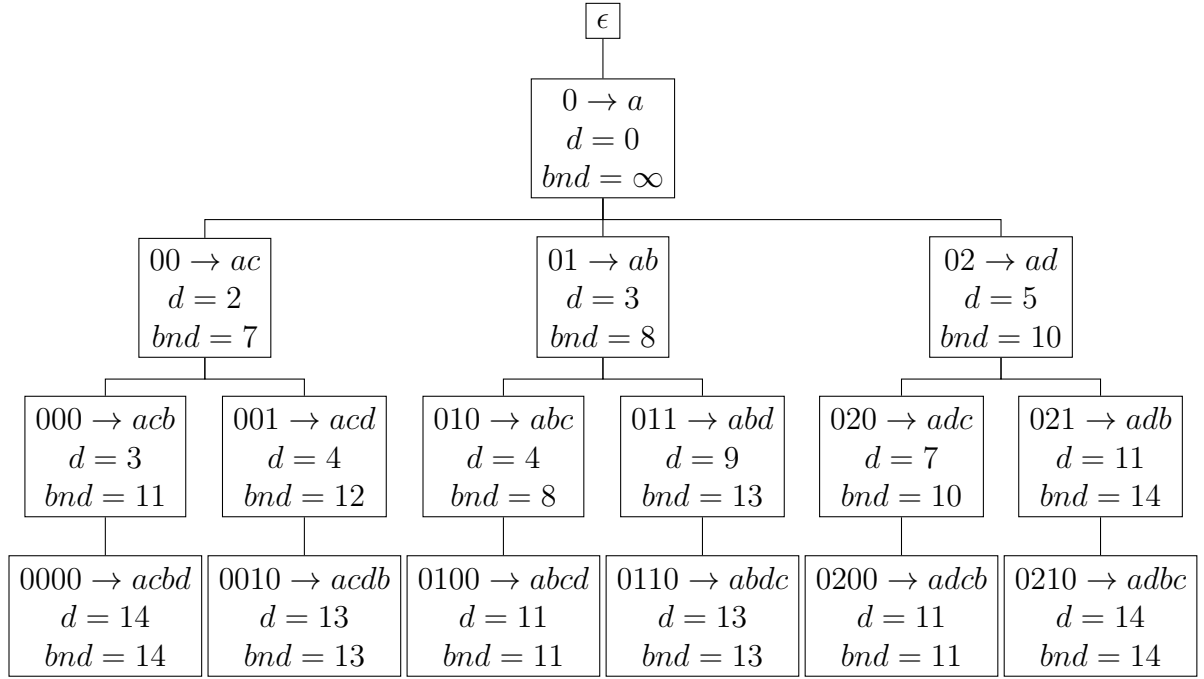 ϵ
0 → a
d = 0
bnd = ∞
00 → ac
d = 2
bnd = 7
01 → ab
d = 3
bnd = 8
02 → ad
d = 5
bnd = 10
000 → acb
d = 3
bnd = 11
001 → acd
d = 4
bnd = 12
010 → abc
d = 4
bnd = 8
011 → abd
d = 9
bnd = 13
020 → adc
d = 7
bnd = 10
021 → adb
d = 11
bnd = 14
0000 → acbd
d = 14
bnd = 14
0010 → acdb
d = 13
bnd = 13
0100 → abcd
d = 11
bnd = 11
0110 → abdc
d = 13
bnd = 13
0200 → adcb
d = 11
bnd = 11
0210 → adbc
d = 14
bnd = 14